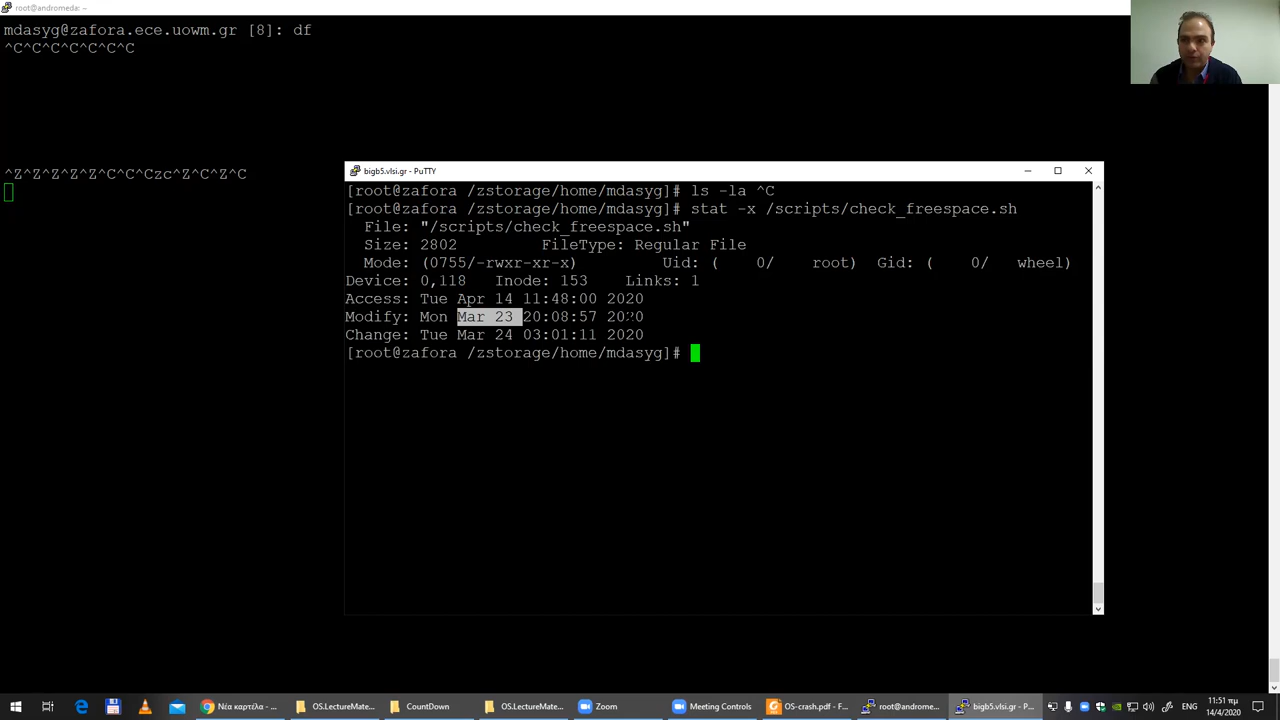 root@andromeda: ~
mdasyg@zafora.ece.uowm.gr [8]: df
^C^C^C^C^C^C^C
^Z^Z^Z^Z^Z^C^C^Czc^Z^C^Z^C
bigb5.vlsi.gr - PuTTY
[root@zafora /zstorage/home/mdasyg]# ls -la ^C
[root@zafora /zstorage/home/mdasyg]# stat -x /scripts/check_freespace.sh
File: "/scripts/check_freespace.sh"
Size: 2802 FileType: Regular File
Mode: (0755/-rwxr-xr-x) Uid: ( 0/ root) Gid: ( 0/ wheel)
Device: 0,118 Inode: 153 Links: 1
Access: Tue Apr 14 11:48:00 2020
Modify: Mon Mar 23 20:08:57 2020
Change: Tue Mar 24 03:01:11 2020
[root@zafora /zstorage/home/mdasyg]#
Νέα καρτέλα - ...
OS.LectureMate...
CountDown
OS.LectureMate...
Zoom
Meeting Controls
OS-crash.pdf - F...
root@andromeda...
bigb5.vlsi.gr - P...
ENG
11:51 πμ
14/4/2020